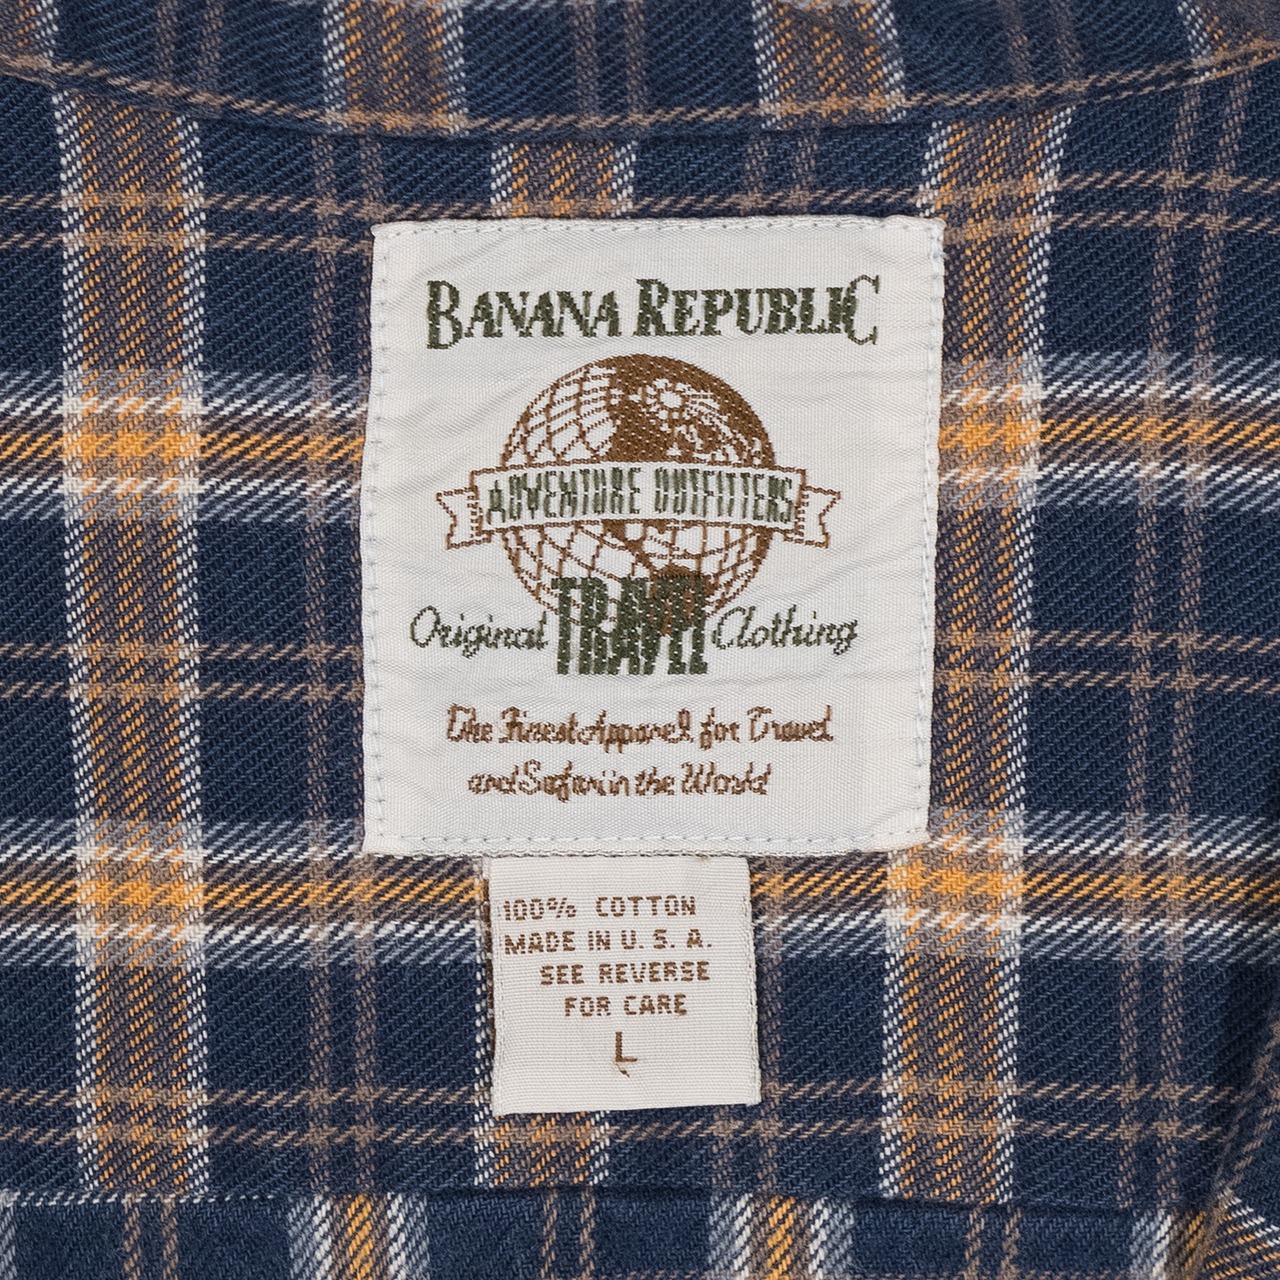 BANANA REPUBLIC
ADVENTURE OUTFITTERS
Original TRAVEL Clothing
The Finest Apparel for Travel
and Safari in the World
100% COTTON
MADE IN U. S. A.
SEE REVERSE
FOR CARE
L